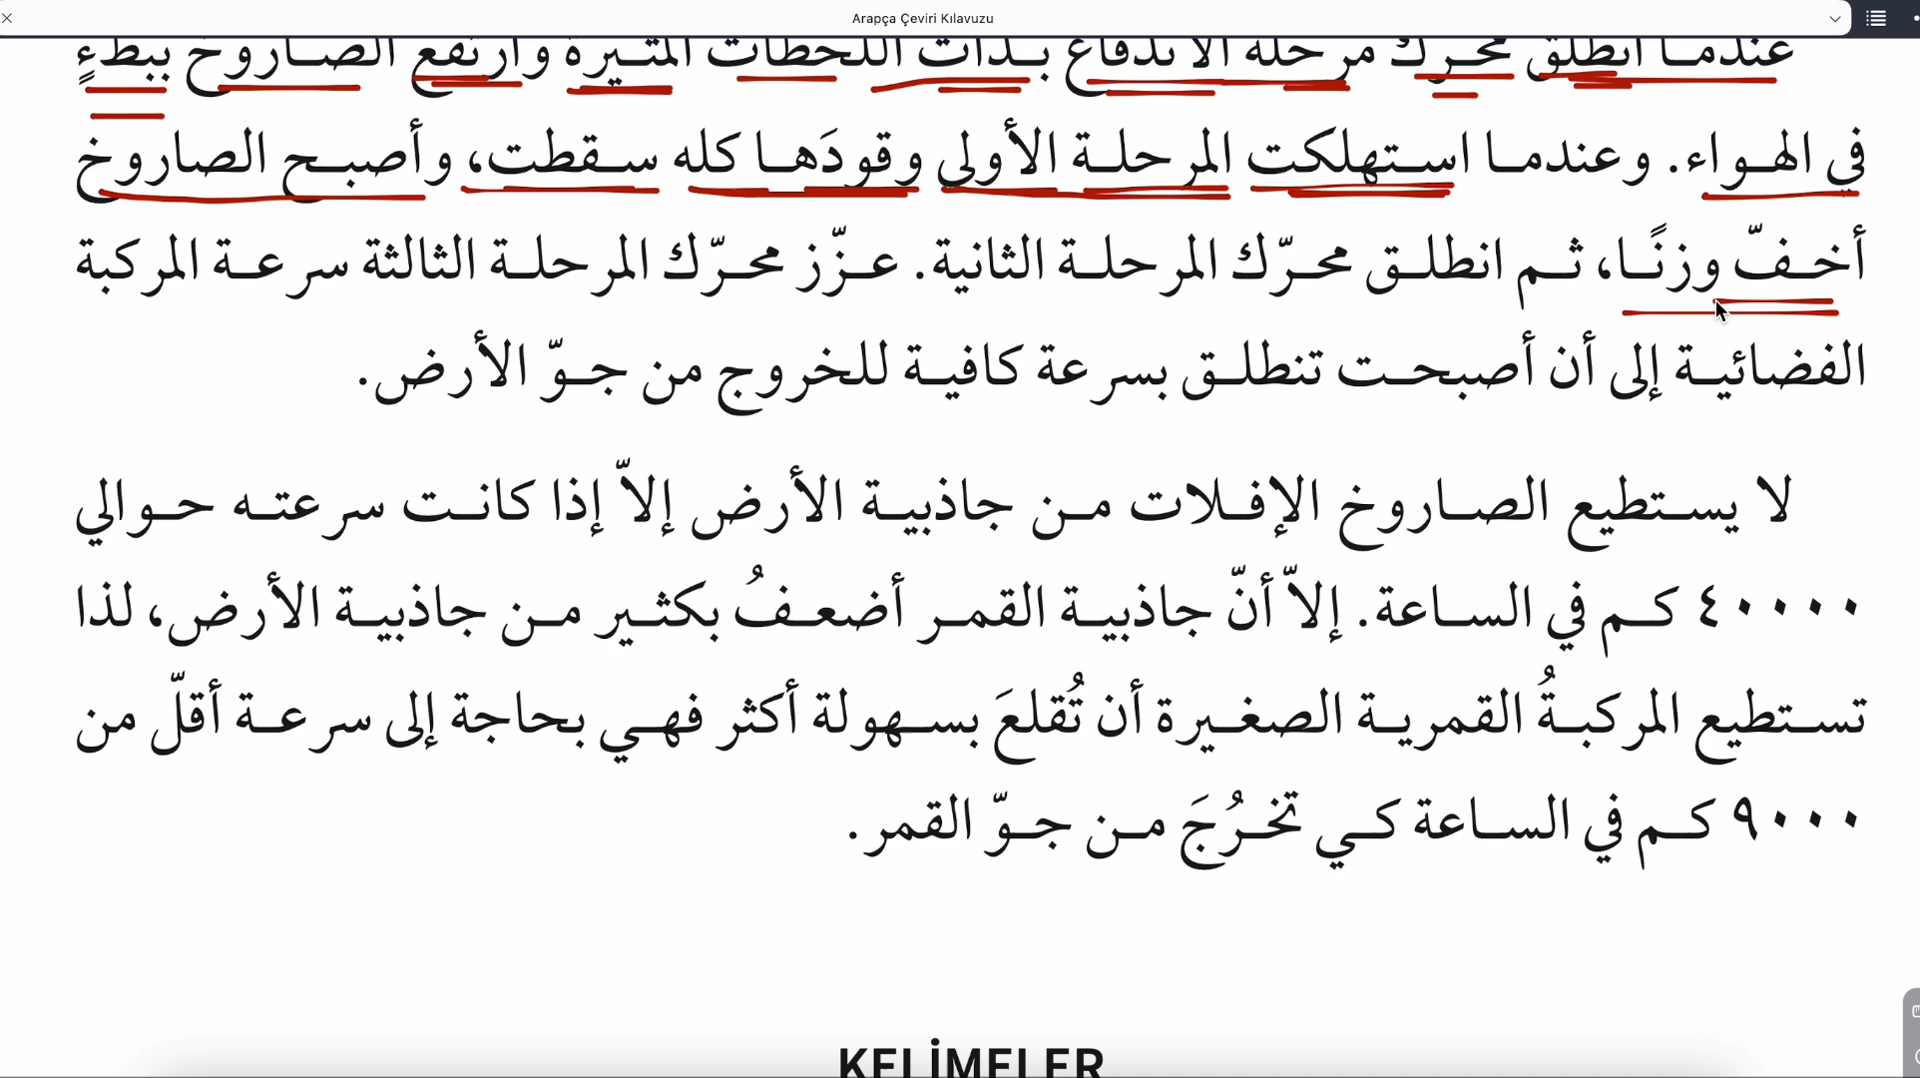 Arapça Çeviri Kılavuzu
عندما انطلق محرك مرحلة الاندفاع بدأت اللحظات المثيرة وارتفع الصاروخ ببطءٍ
في الهواء. وعندما استهلكت المرحلة الأولى وقودَها كله سقطت، وأصبح الصاروخ
أخفّ وزنًا، ثم انطلق محرّك المرحلة الثانية. عزّز محرّك المرحلة الثالثة سرعة المركبة
الفضائية إلى أن أصبحت تنطلق بسرعة كافية للخروج من جوّ الأرض.
لا يستطيع الصاروخ الإفلات من جاذبية الأرض إلاّ إذا كانت سرعته حوالي
٤٠٠٠٠ كم في الساعة. إلاّ أنّ جاذبية القمر أضعفُ بكثير من جاذبية الأرض، لذا
تستطيع المركبةُ القمرية الصغيرة أن تُقلعَ بسهولة أكثر فهي بحاجة إلى سرعة أقلّ من
٩٠٠٠ كم في الساعة كي تخرُجَ من جوّ القمر.
KELİMELER